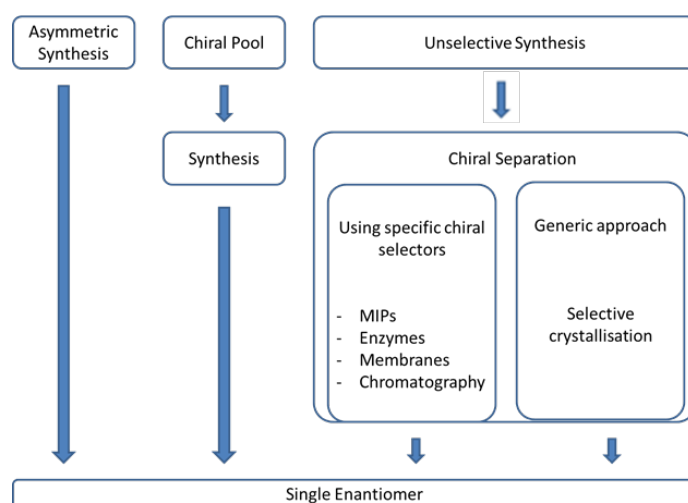 Asymmetric
Synthesis
Chiral Pool
Unselective Synthesis
Synthesis
Chiral Separation
Using specific chiral
selectors
- MIPs
- Enzymes
- Membranes
- Chromatography
Generic approach
Selective
crystallisation
Single Enantiomer